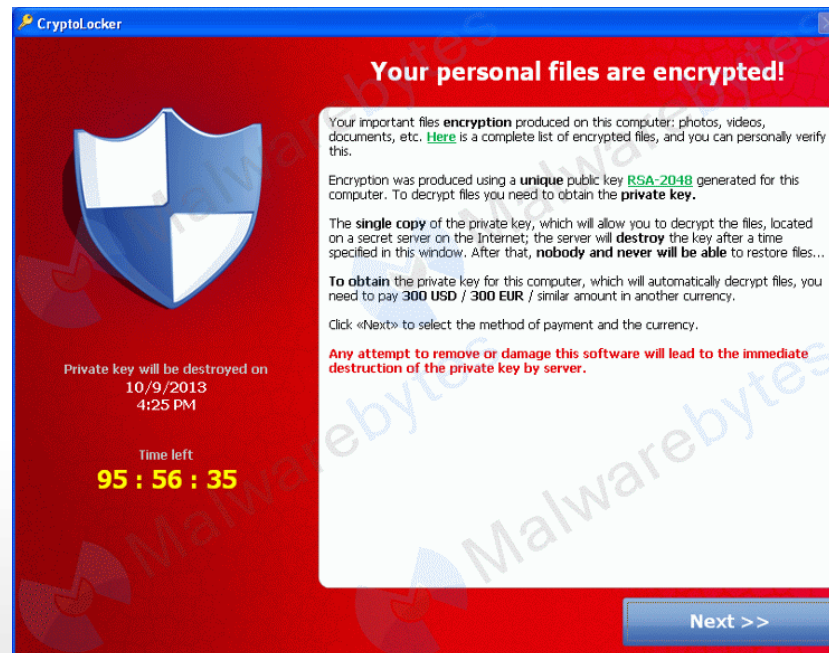 CryptoLocker
Your personal files are encrypted!
Your important files encryption produced on this computer: photos, videos,
documents, etc. Here is a complete list of encrypted files, and you can personally verify
this.
Encryption was produced using a unique public key RSA-2048 generated for this
computer. To decrypt files you need to obtain the private key.
The single copy of the private key, which will allow you to decrypt the files, located
on a secret server on the Internet; the server will destroy the key after a time
specified in this window. After that, nobody and never will be able to restore files...
To obtain the private key for this computer, which will automatically decrypt files, you
need to pay 300 USD / 300 EUR / similar amount in another currency.
Click «Next» to select the method of payment and the currency.
Any attempt to remove or damage this software will lead to the immediate
destruction of the private key by server.
Private key will be destroyed on
10/9/2013
4:25 PM
Time left
95 : 56 : 35
Next >>
Malwarebytes
Malwarebytes
Malwarebytes
Malwarebytes